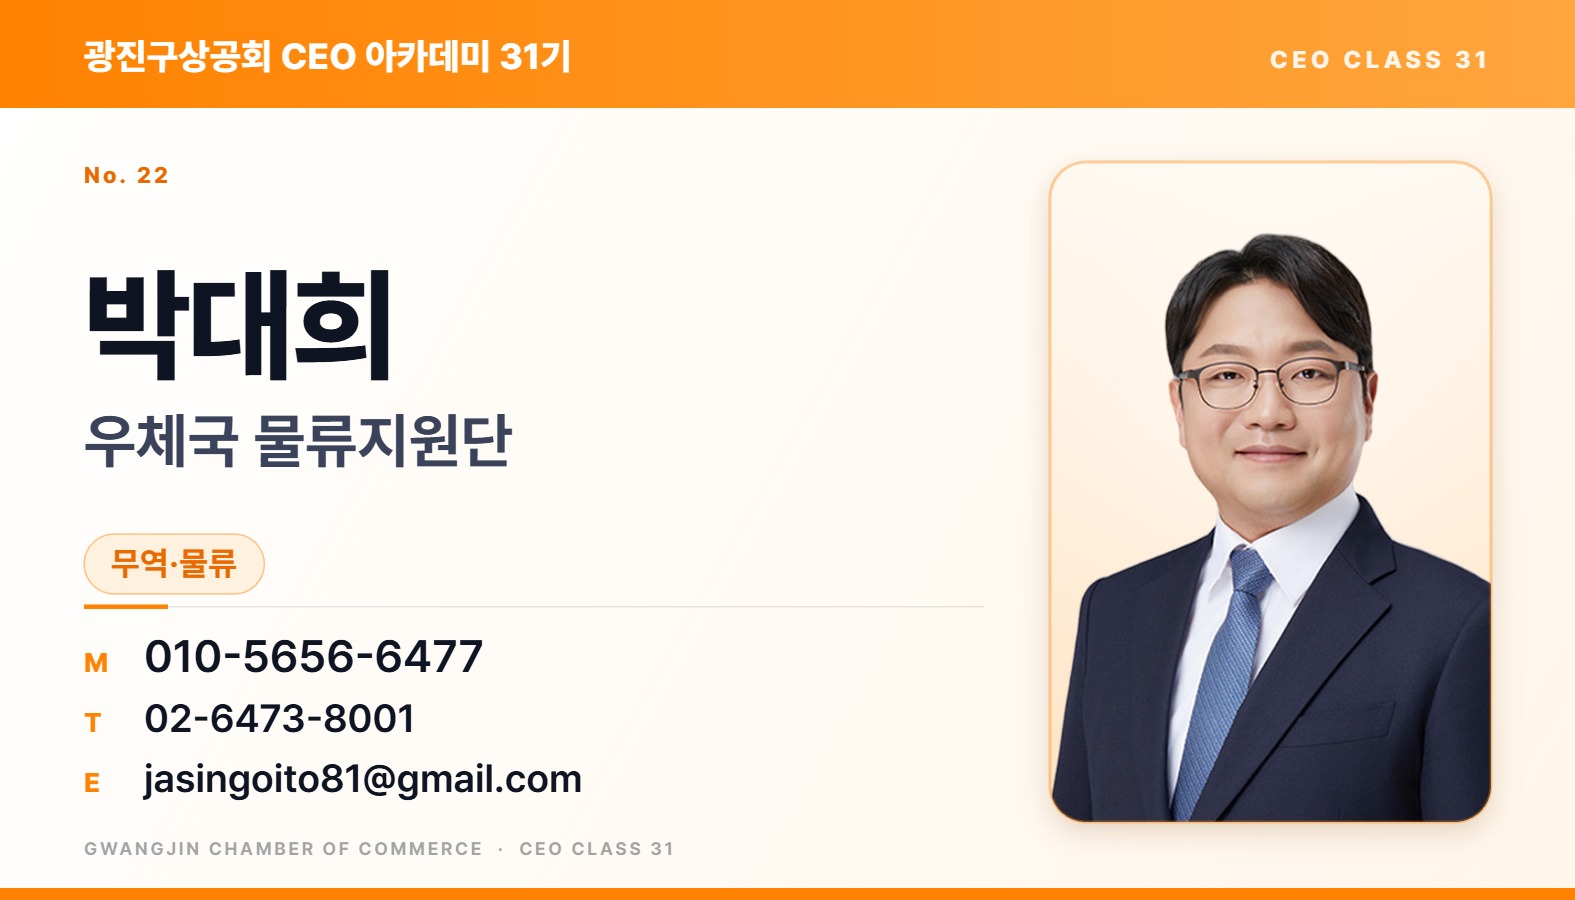 광진구상공회 CEO 아카데미 31기
CEO CLASS 31
No. 22
박대희
우체국 물류지원단
무역·물류
M 010-5656-6477
T 02-6473-8001
E jasingoito81@gmail.com
GWANGJIN CHAMBER OF COMMERCE · CEO CLASS 31